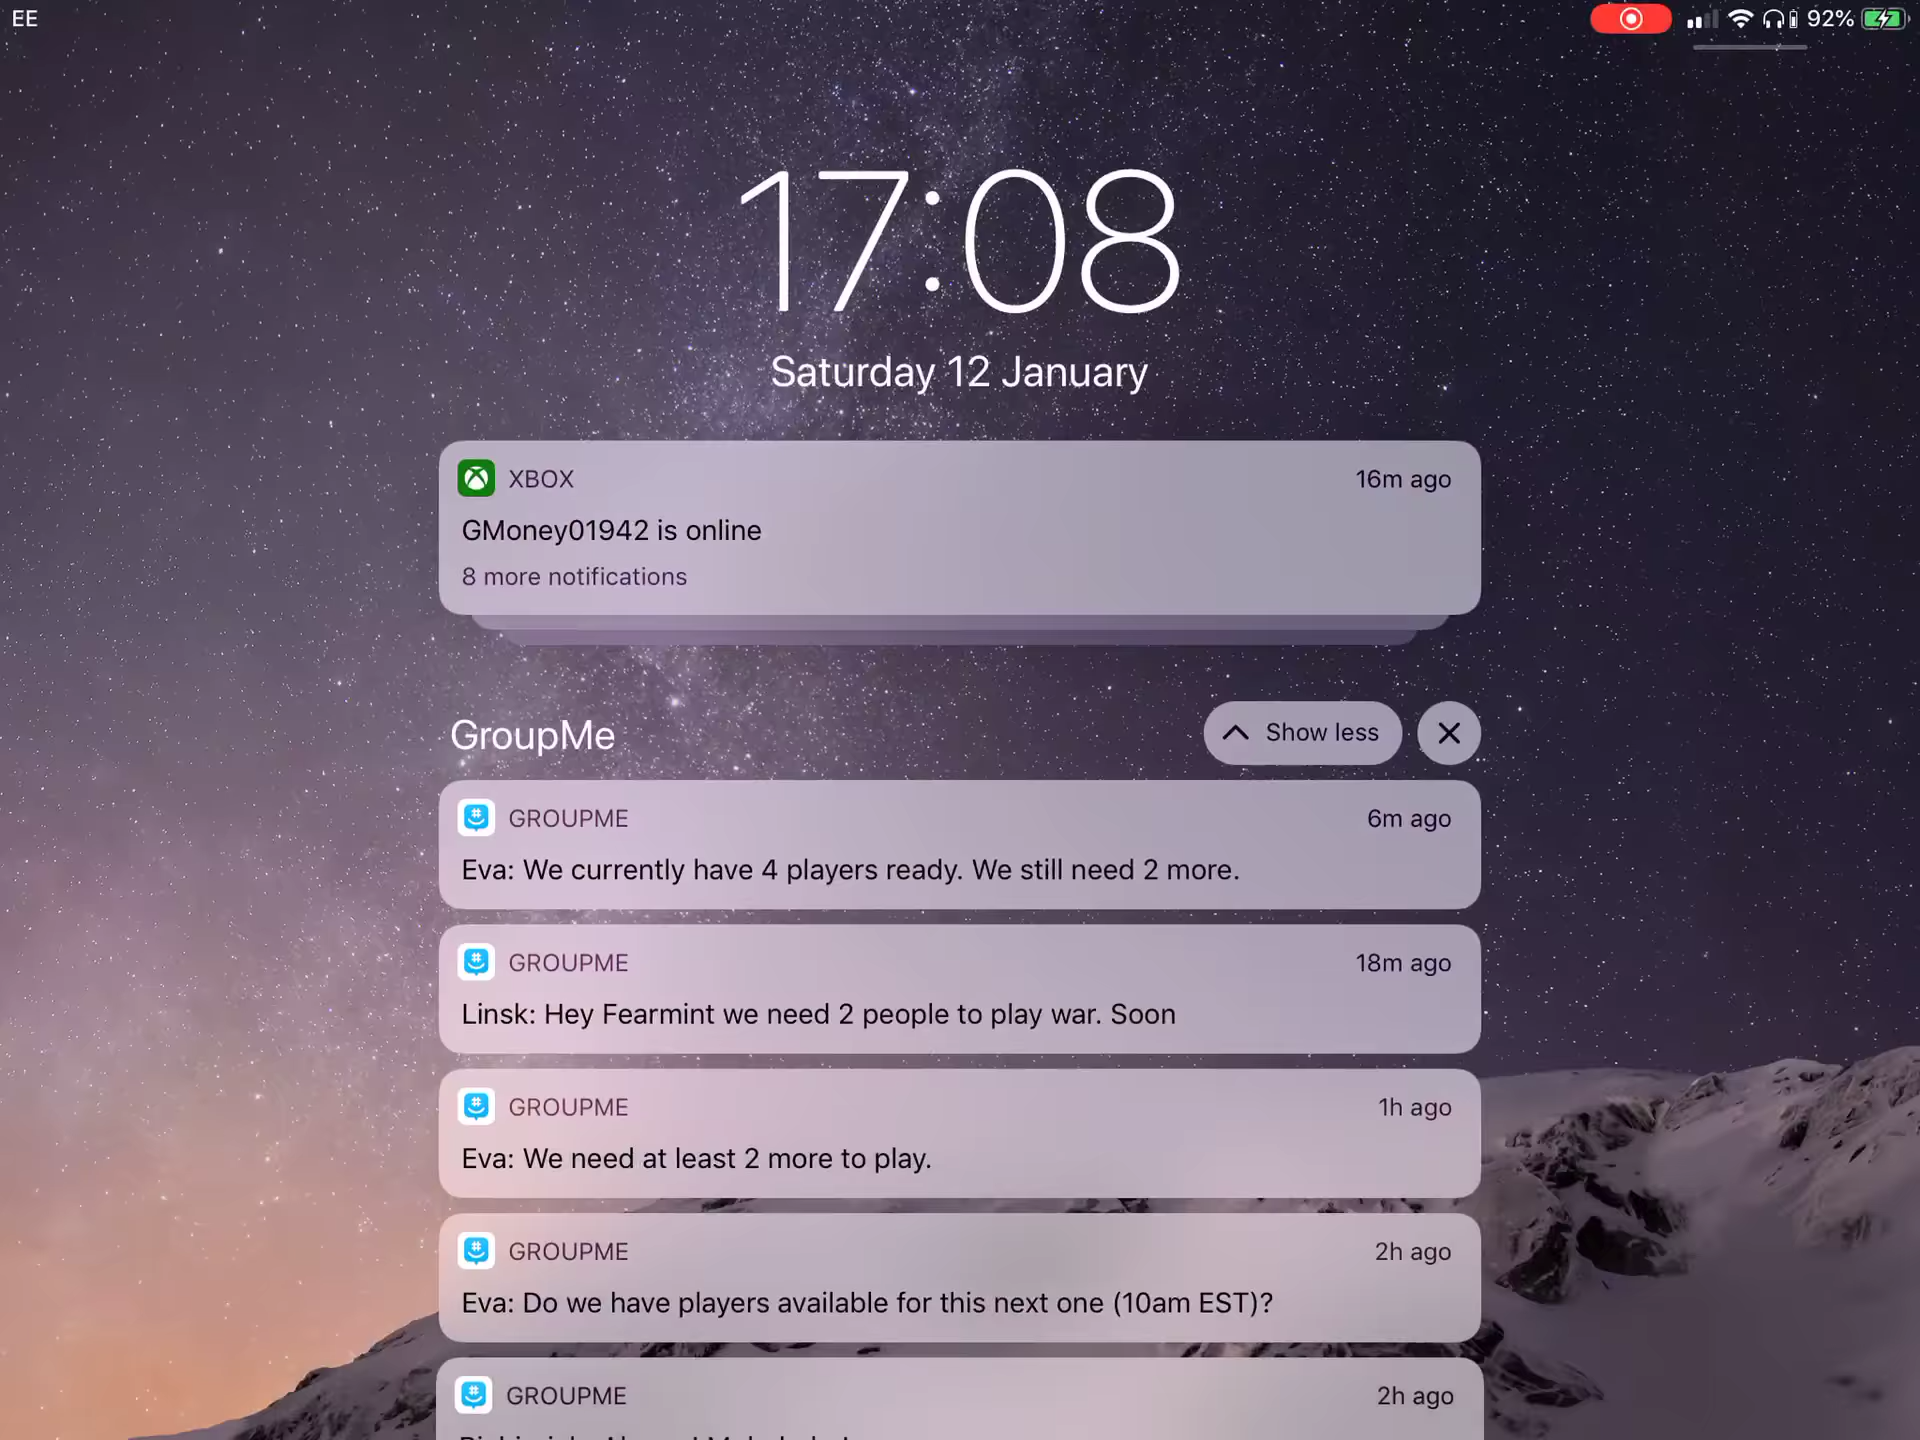 EE
92%
17:08
Saturday 12 January
XBOX
16m ago
GMoney01942 is online
8 more notifications
GroupMe
Show less
GROUPME
6m ago
Eva: We currently have 4 players ready. We still need 2 more.
GROUPME
18m ago
Linsk: Hey Fearmint we need 2 people to play war. Soon
GROUPME
1h ago
Eva: We need at least 2 more to play.
GROUPME
2h ago
Eva: Do we have players available for this next one (10am EST)?
GROUPME
2h ago